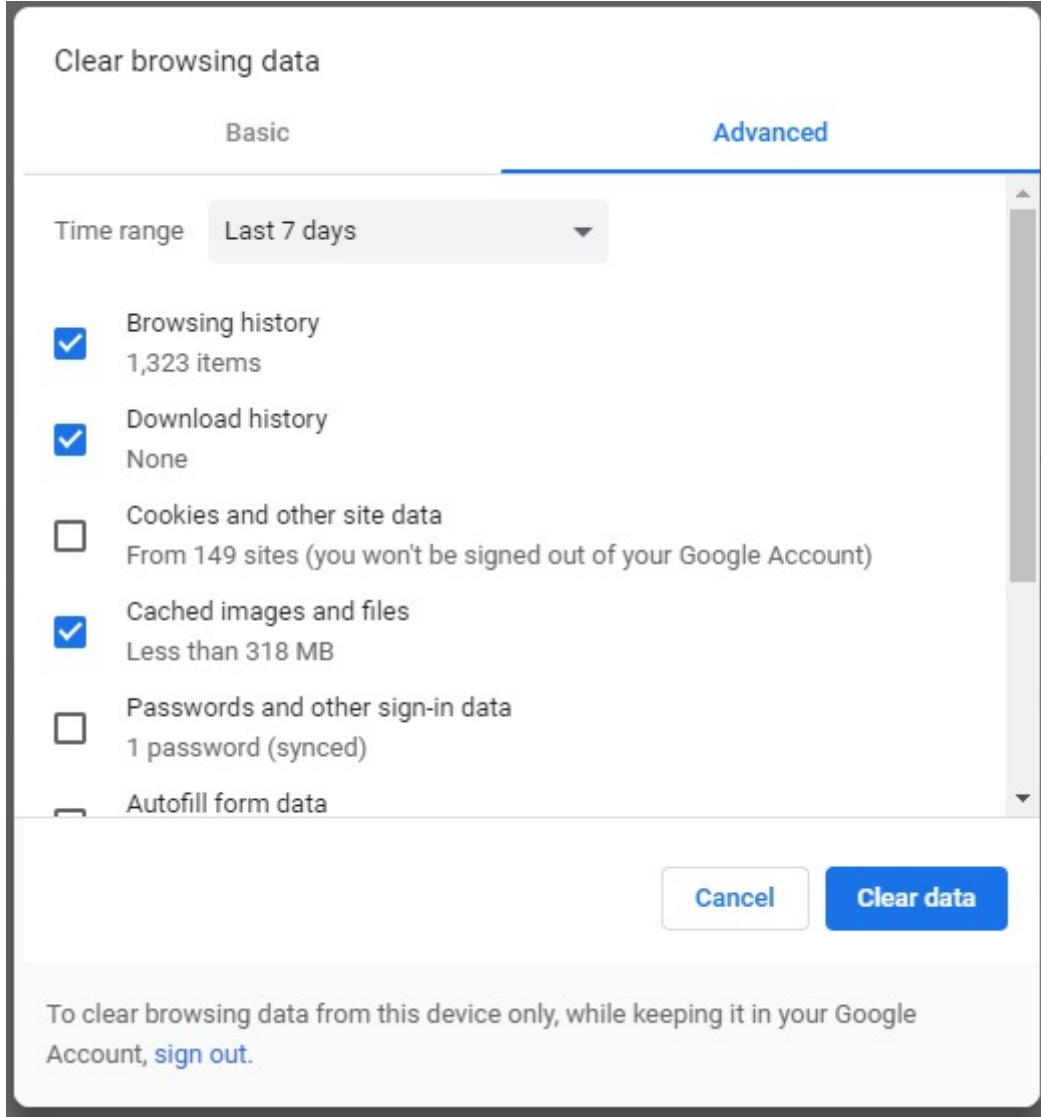 Clear browsing data
Basic
Advanced
Time range
Last 7 days
Browsing history
1,323 items
Download history
None
Cookies and other site data
From 149 sites (you won't be signed out of your Google Account)
Cached images and files
Less than 318 MB
Passwords and other sign-in data
1 password (synced)
Autofill form data
Cancel
Clear data
To clear browsing data from this device only, while keeping it in your Google
Account, sign out.